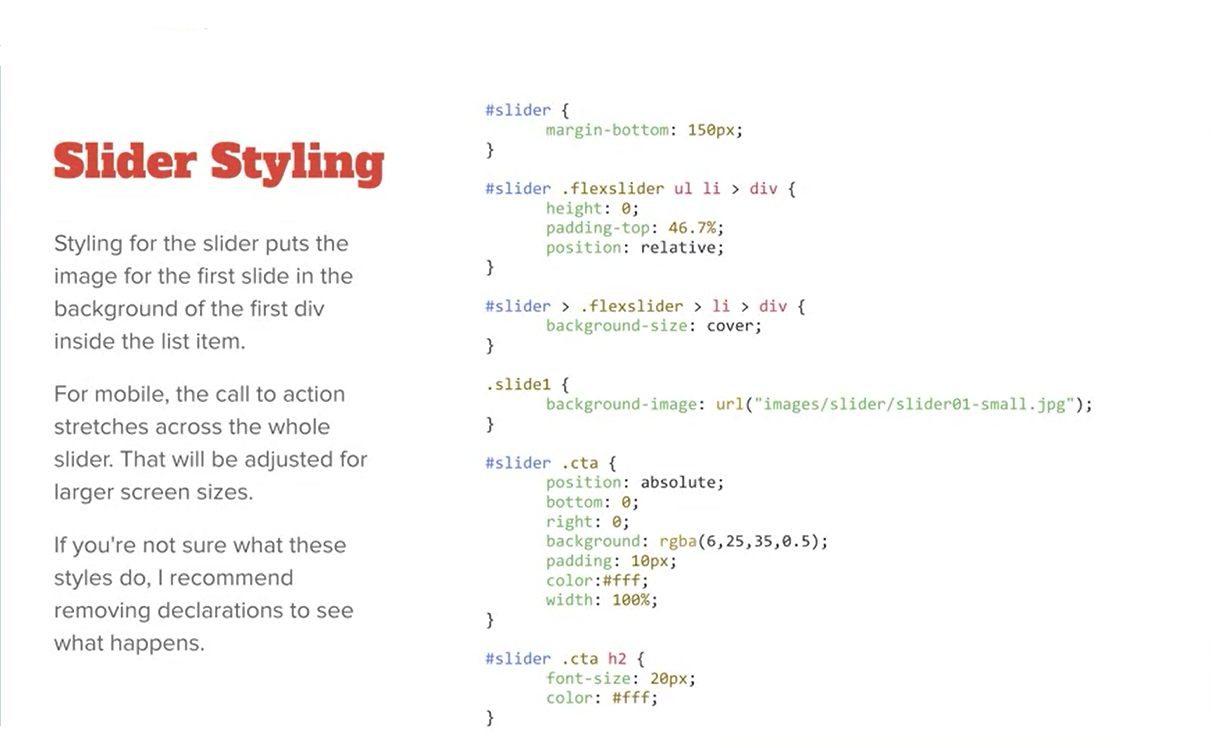 Slider Styling
Styling for the slider puts the
image for the first slide in the
background of the first div
inside the list item.
For mobile, the call to action
stretches across the whole
slider. That will be adjusted for
larger screen sizes.
If you're not sure what these
styles do, I recommend
removing declarations to see
what happens.
#slider {
margin-bottom: 150px;
}
#slider .flexslider ul li > div {
height: 0;
padding-top: 46.7%;
position: relative;
}
#slider > .flexslider > li > div {
background-size: cover;
}
.slide1 {
background-image: url("images/slider/slider01-small.jpg");
}
#slider .cta {
position: absolute;
bottom: 0;
right: 0;
background: rgba(6,25,35,0.5);
padding: 10px;
color:#fff;
width: 100%;
}
#slider .cta h2 {
font-size: 20px;
color: #fff;
}